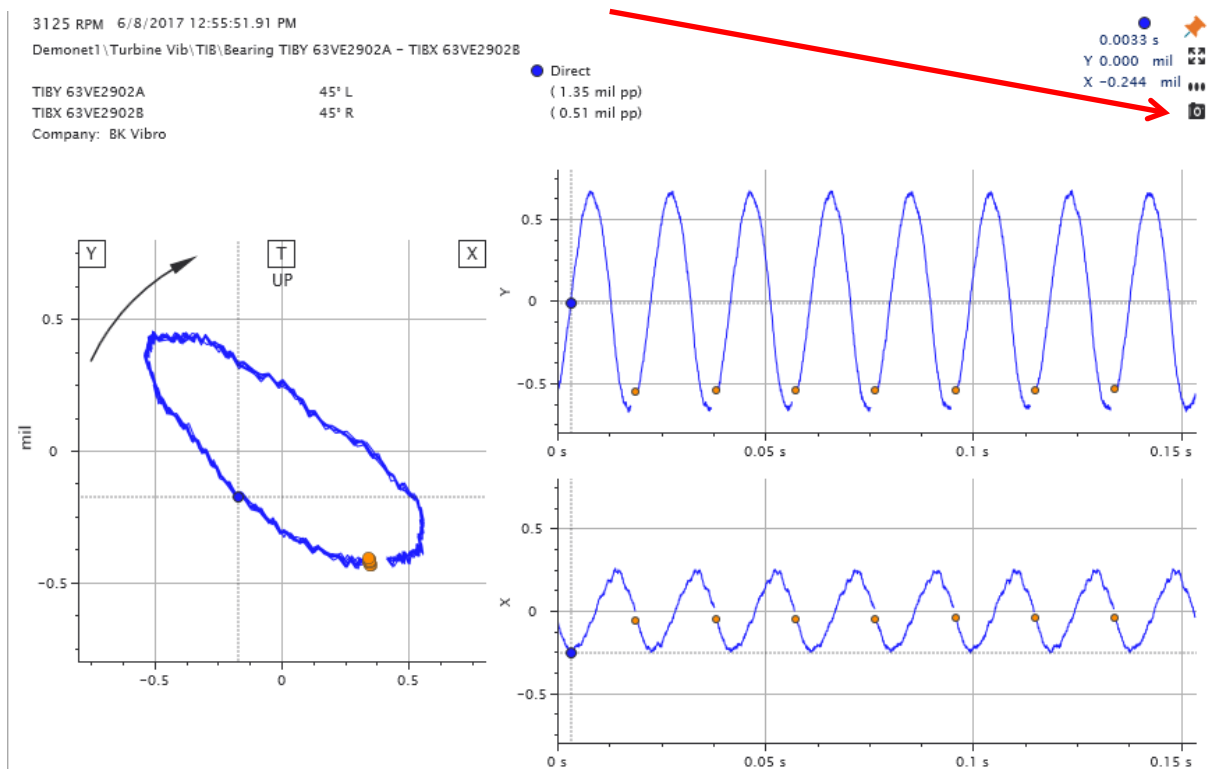 3125 RPM 6/8/2017 12:55:51.91 PM
Demonet1\Turbine Vib\TIB\Bearing TIBY 63VE2902A - TIBX 63VE2902B
Direct
TIBY 63VE2902A 45° L ( 1.35 mil pp)
TIBX 63VE2902B 45° R ( 0.51 mil pp)
Company: BK Vibro
0.0033 s
Y 0.000 mil
X -0.244 mil
Y
T
X
UP
0.5
0
-0.5
mil
-0.5 0 0.5
0.5
0
-0.5
Y
0 s 0.05 s 0.1 s 0.15 s
0.5
0
-0.5
X
0 s 0.05 s 0.1 s 0.15 s